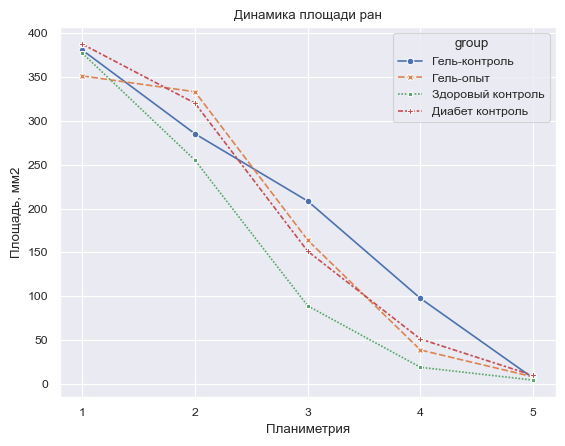 Динамика площади ран
group
Гель-контроль
Гель-опыт
Здоровый контроль
Диабет контроль
Площадь, мм2
400
350
300
250
200
150
100
50
0
1 2 3 4 5
Планиметрия